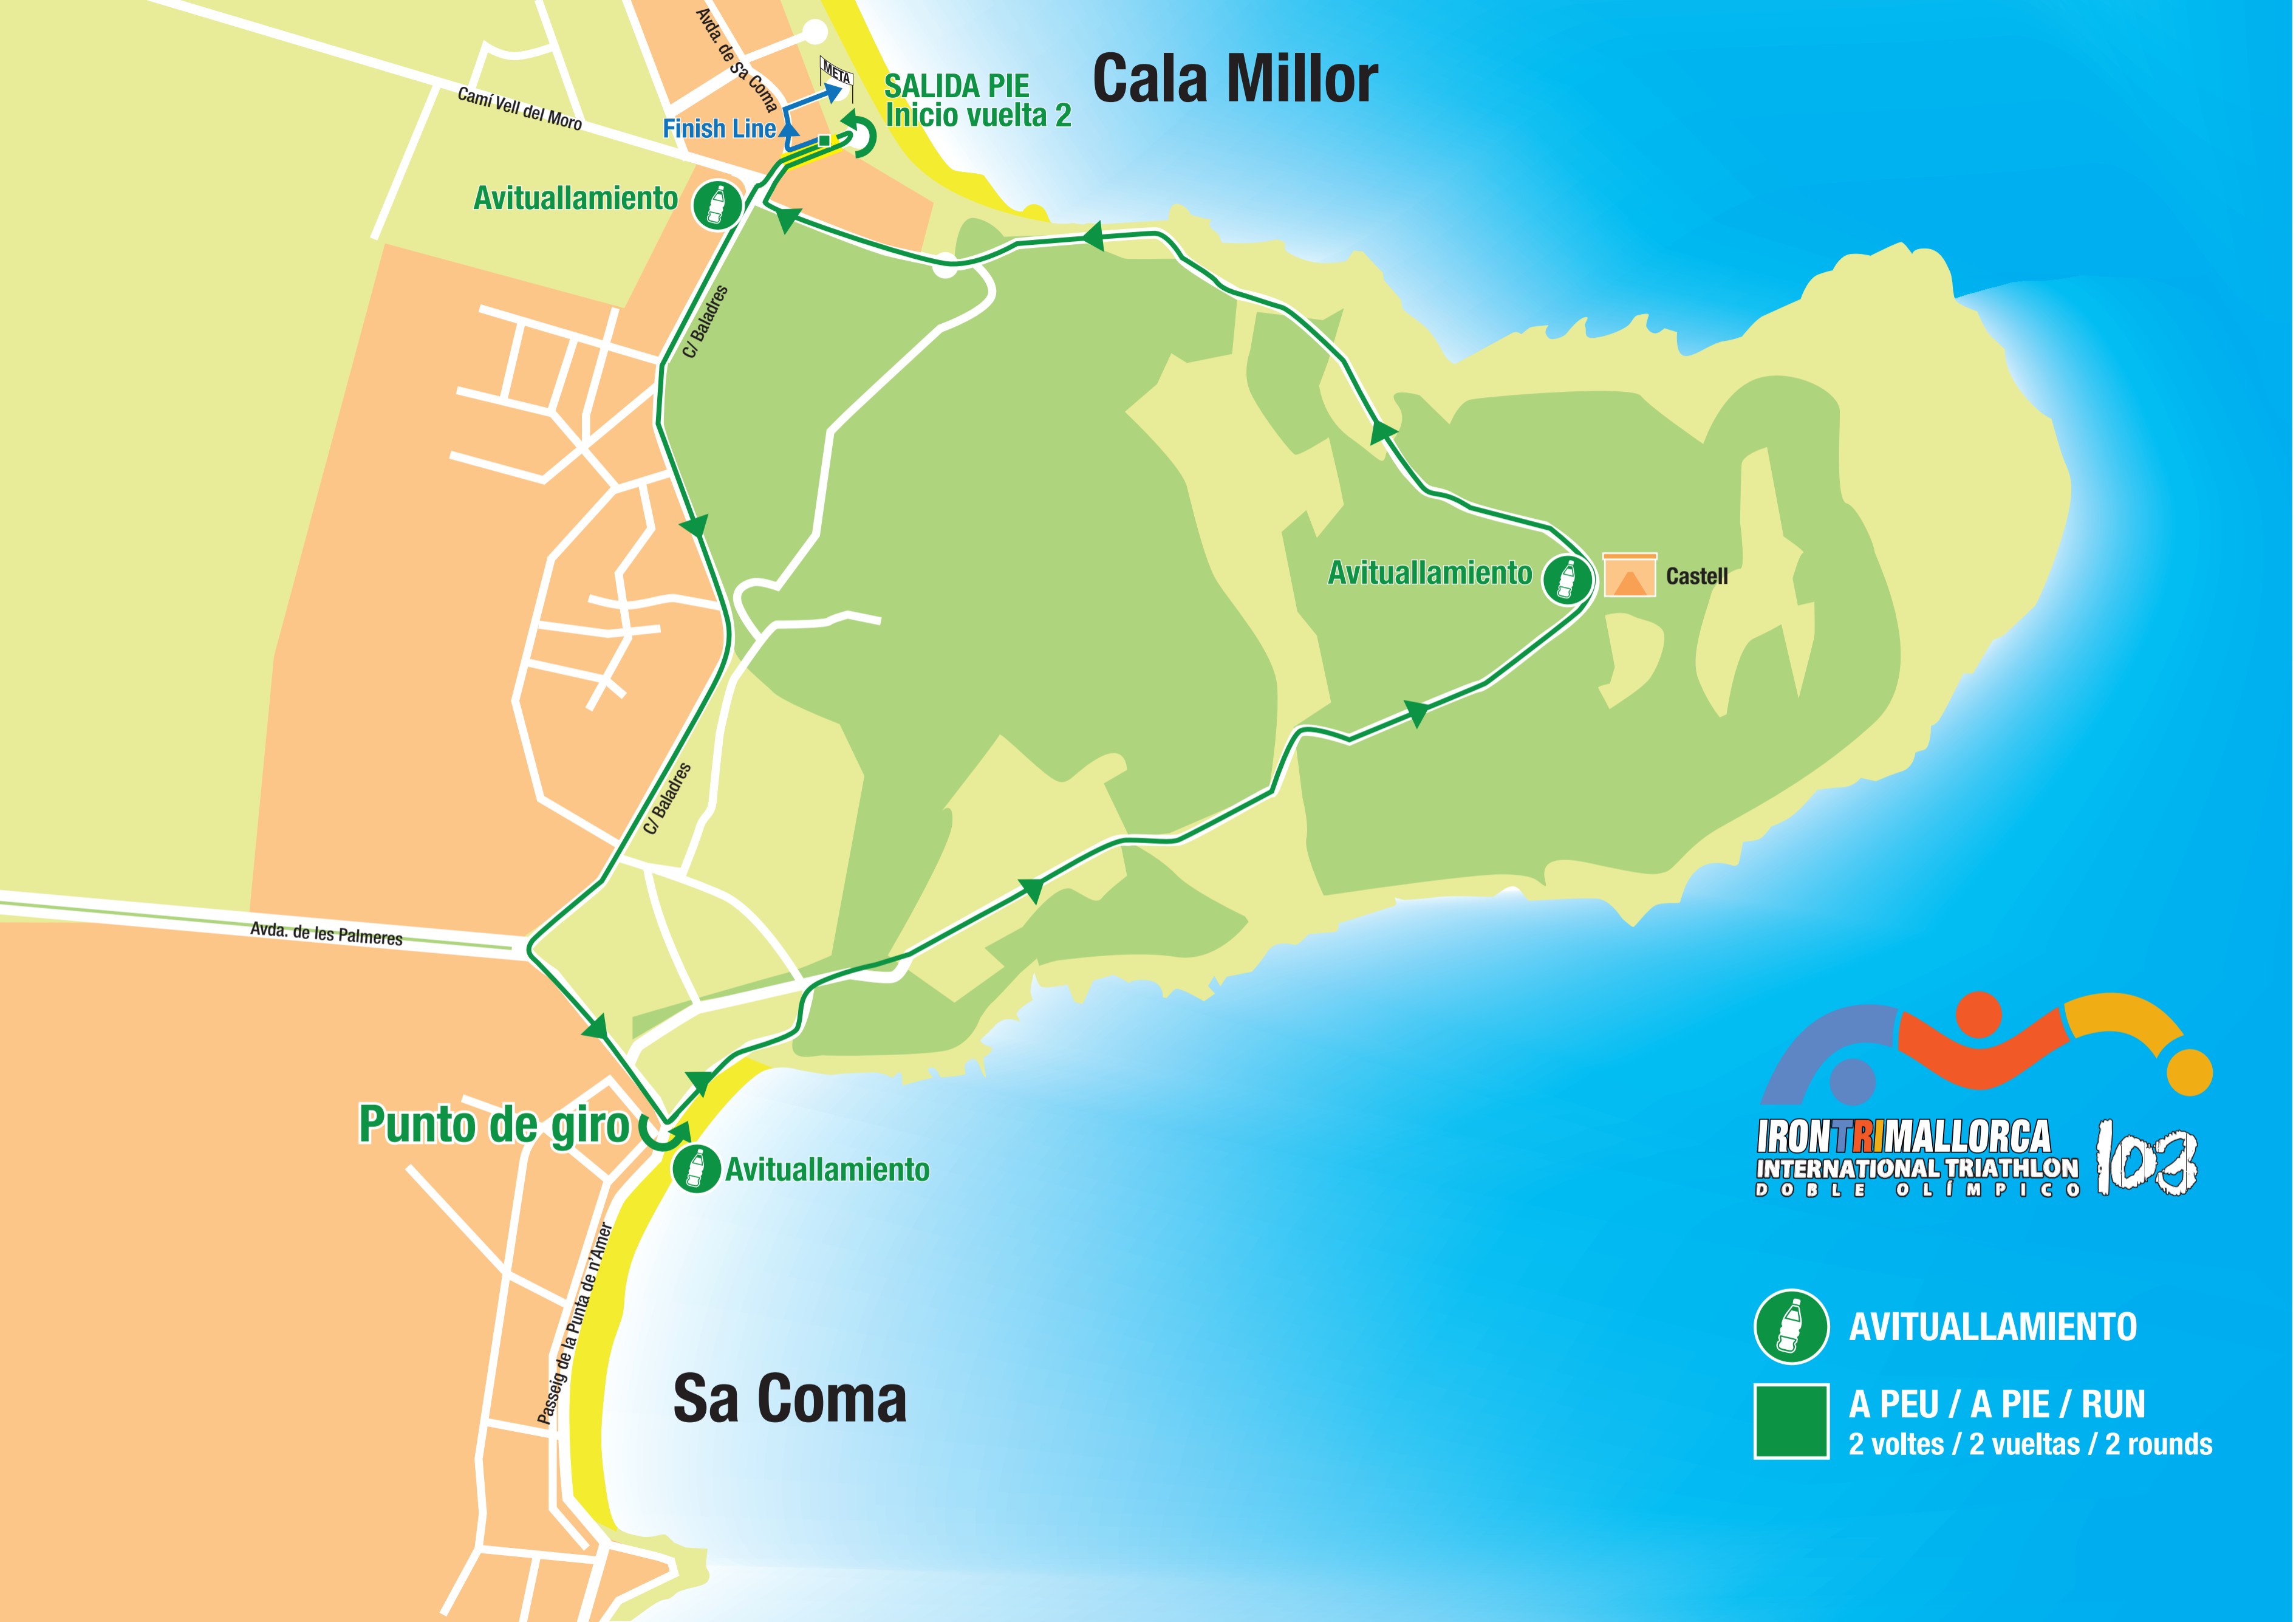 Avda. de Sa Coma
META
SALIDA PIE
Inicio vuelta 2
Cala Millor
Camí Vell del Moro
Finish Line
Avituallamiento
C/ Baladres
Avituallamiento
Castell
C/ Baladres
Avda. de les Palmeres
Punto de giro
Avituallamiento
Passeig de la Punta de n'Amer
Sa Coma
IRONTRIMALLORCA
INTERNATIONAL TRIATHLON
DOBLE OLÍMPICO
103
AVITUALLAMIENTO
A PEU / A PIE / RUN
2 voltes / 2 vueltas / 2 rounds